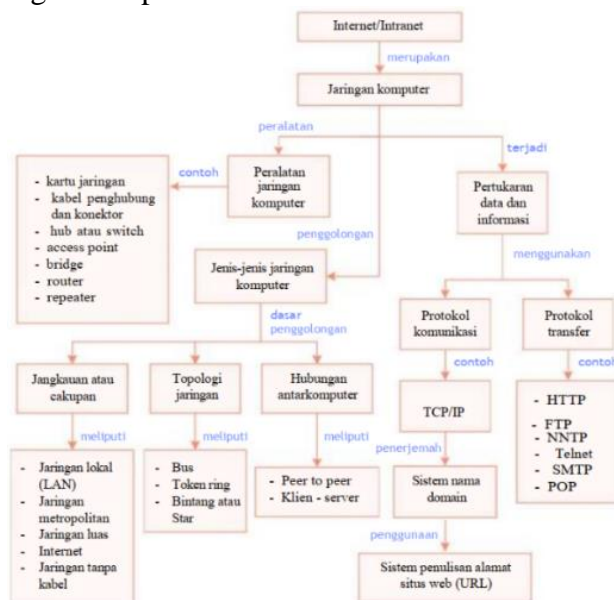 Internet/Intranet
merupakan
Jaringan komputer
peralatan
terjadi
contoh
Peralatan
jaringan
komputer
- kartu jaringan
- kabel penghubung
dan konektor
- hub atau switch
- access point
- bridge
- router
- repeater
Pertukaran
data dan
informasi
penggolongan
menggunakan
Jenis-jenis jaringan
komputer
dasar
penggolongan
Protokol
komunikasi
Protokol
transfer
contoh
contoh
Jangkauan atau
cakupan
Topologi
jaringan
Hubungan
antarkomputer
TCP/IP
- HTTP
- FTP
- NNTP
- Telnet
- SMTP
- POP
meliputi
meliputi
meliputi
penerjemah
- Jaringan lokal
(LAN)
- Jaringan
metropolitan
- Jaringan luas
- Internet
- Jaringan tanpa
kabel
- Bus
- Token ring
- Bintang atau
Star
- Peer to peer
- Klien - server
Sistem nama
domain
penggunaan
Sistem penulisan alamat
situs web (URL)